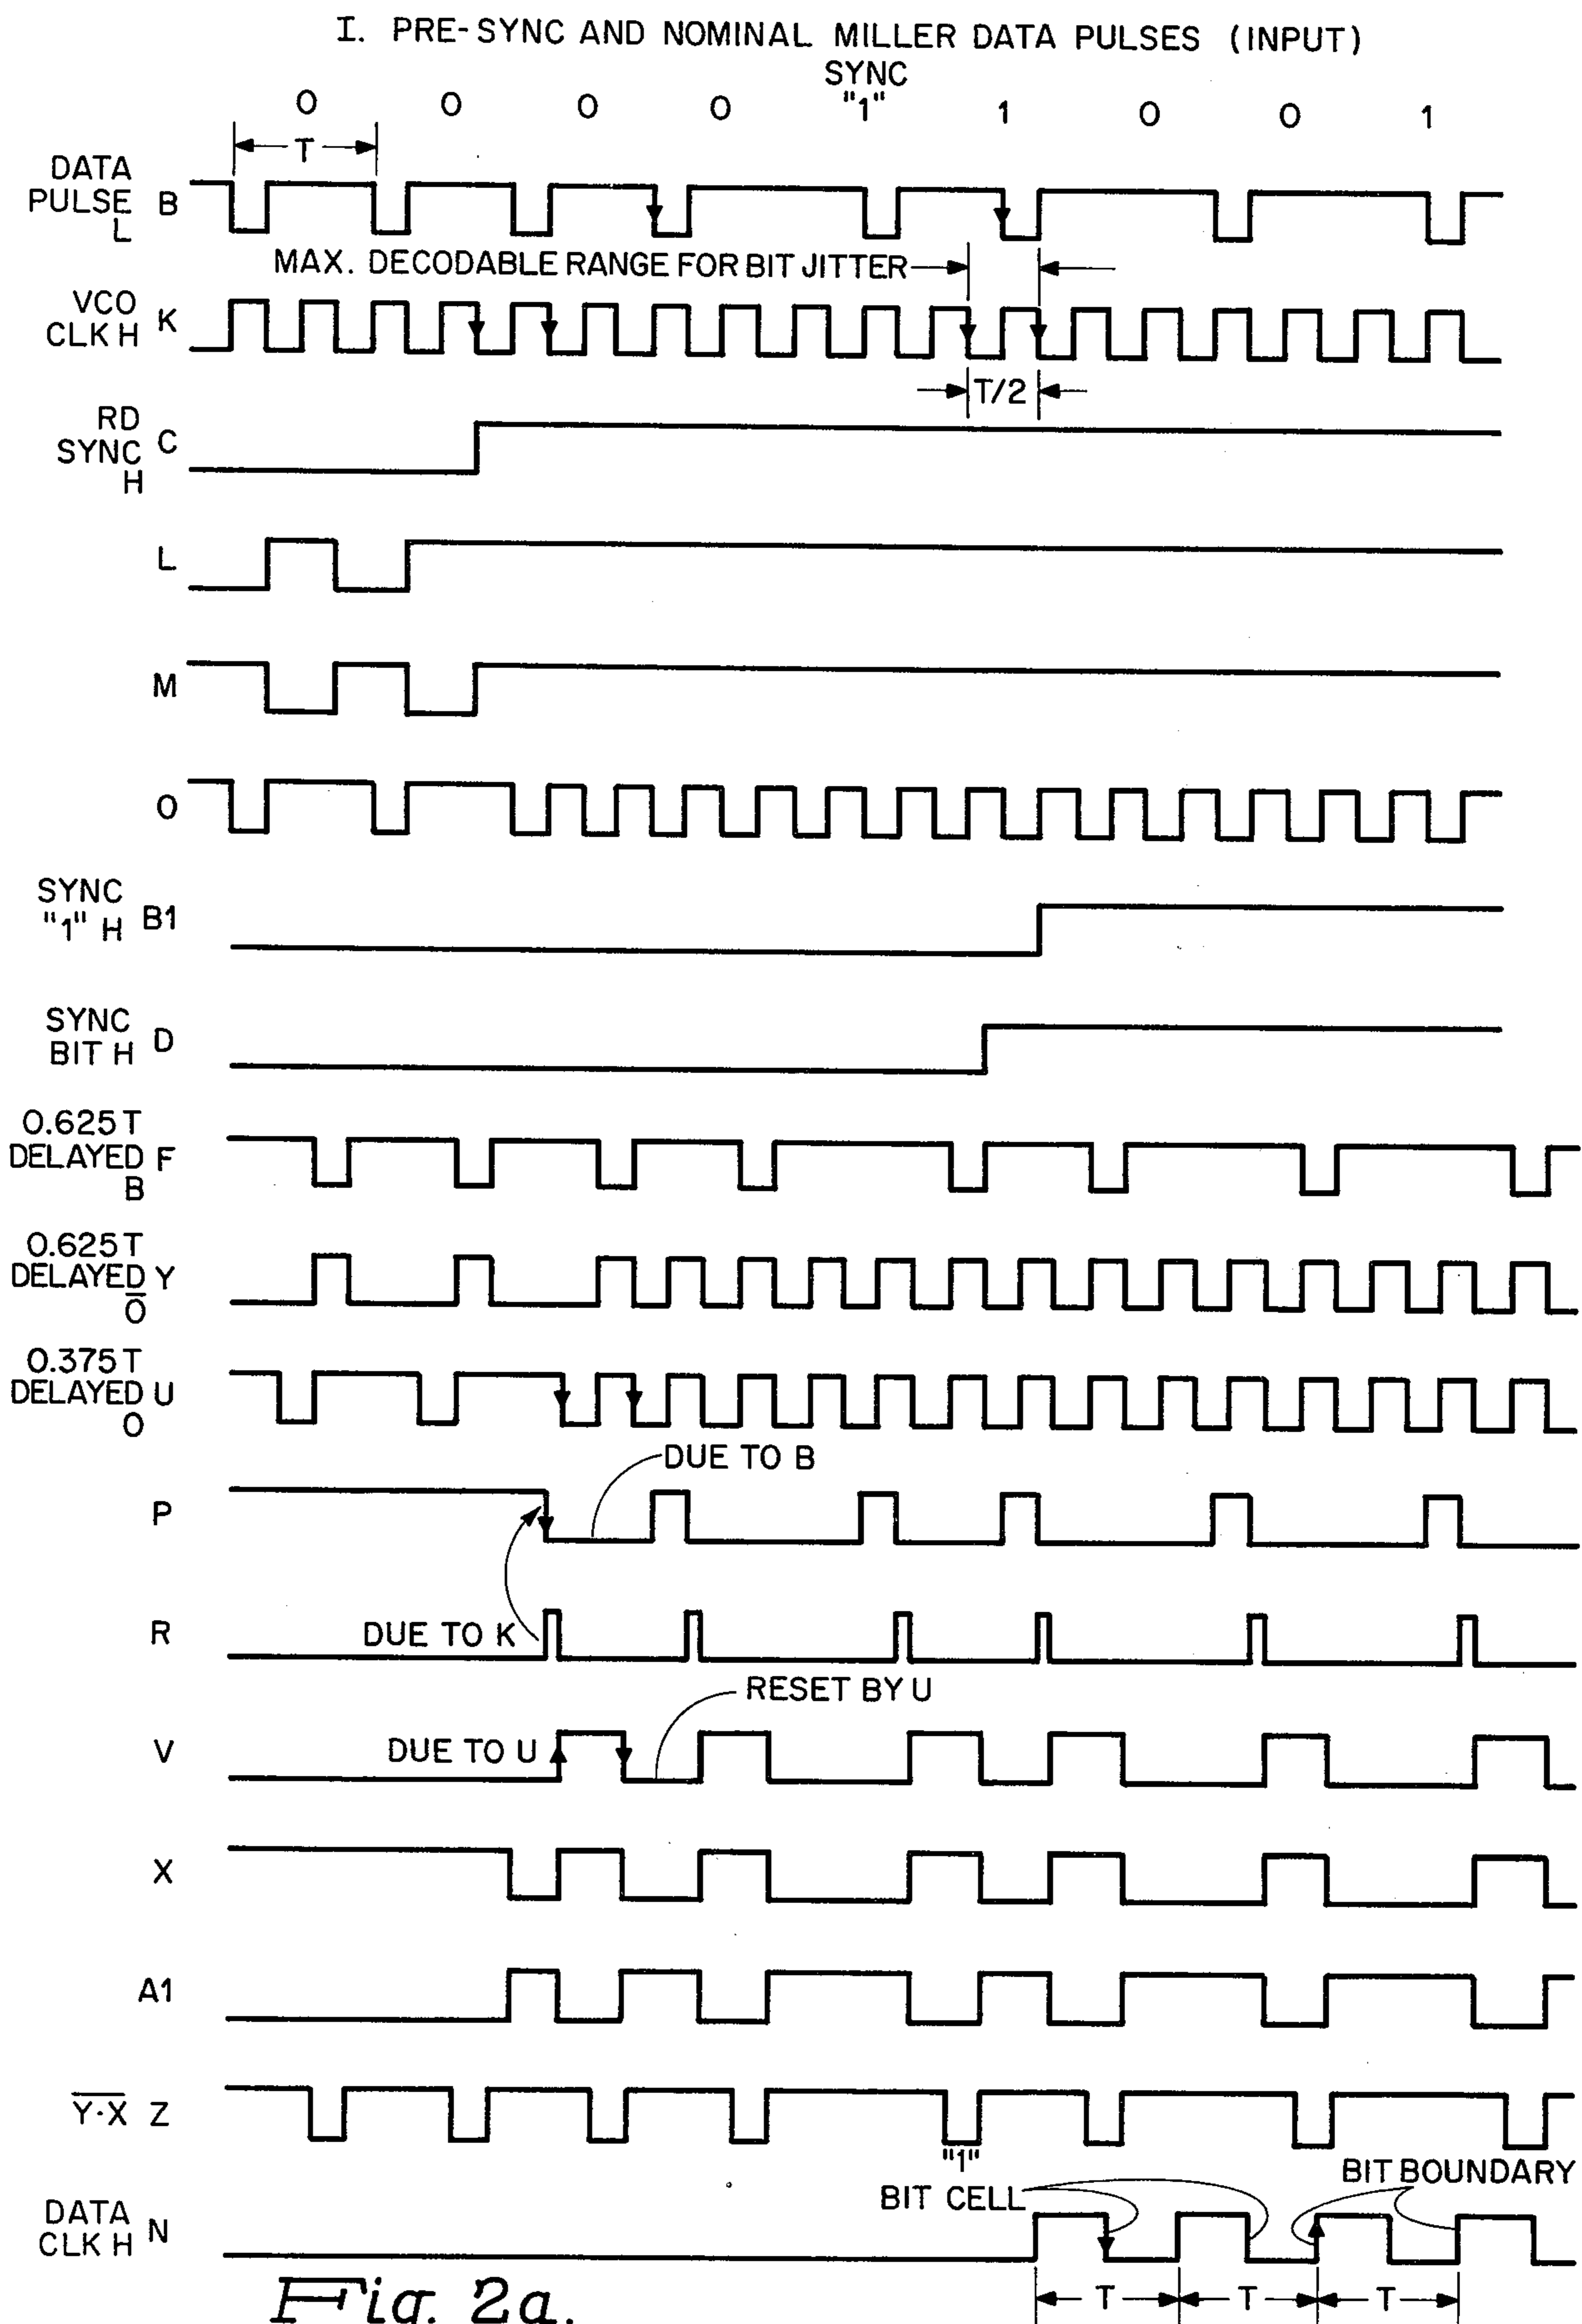 I. PRE-SYNC AND NOMINAL MILLER DATA PULSES (INPUT)
SYNC
0 0 0 0 "1" 1 0 0 1
T
DATA
PULSE B
L
MAX. DECODABLE RANGE FOR BIT JITTER
VCO
CLK H K
T/2
RD
SYNC C
H
L
M
O
SYNC
"1" H B1
SYNC
BIT H D
0.625T
DELAYED F
B
0.625T
DELAYED Y
O̅
0.375T
DELAYED U
O
DUE TO B
P
R DUE TO K
RESET BY U
V DUE TO U
X
A1
Y̅·̅X̅ Z
"1"
BIT CELL BIT BOUNDARY
DATA
CLK H N
T T T
Fig. 2a.